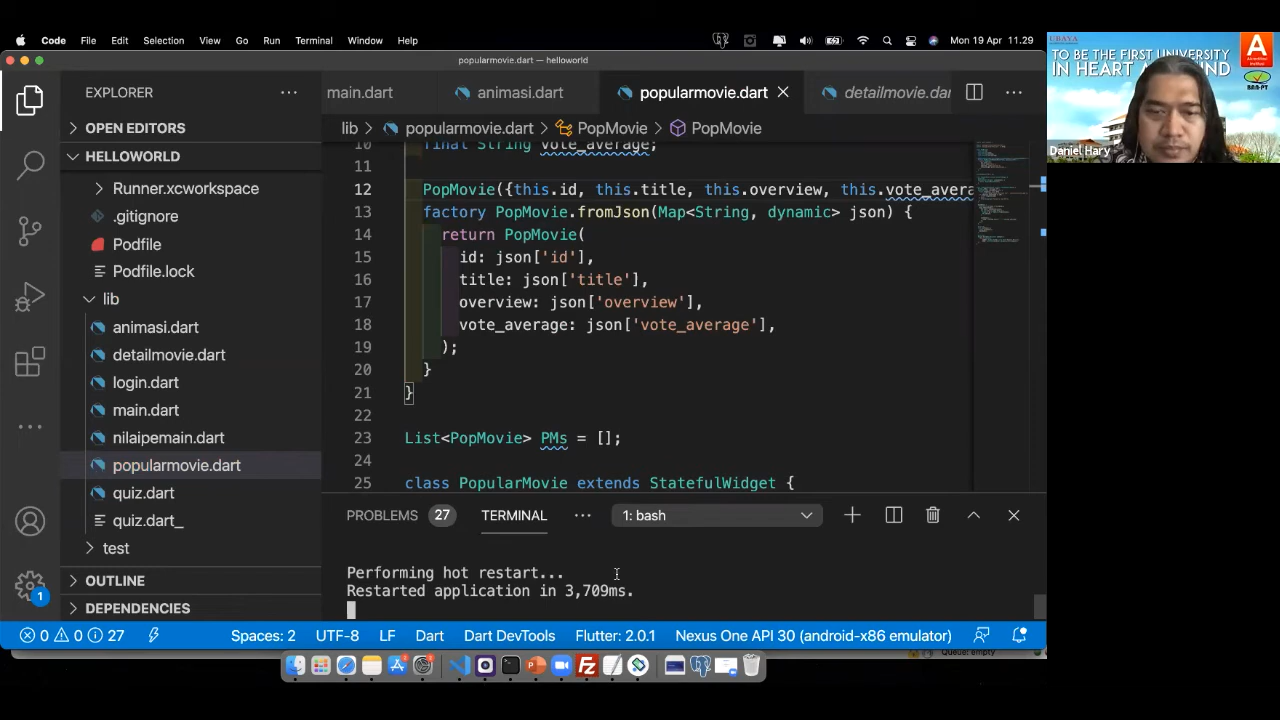 Code File Edit Selection View Go Run Terminal Window Help Mon 19 Apr 11.29
popularmovie.dart — helloworld
EXPLORER
main.dart animasi.dart popularmovie.dart detailmovie.dar
OPEN EDITORS
lib popularmovie.dart PopMovie PopMovie
HELLOWORLD
Runner.xcworkspace
.gitignore
Podfile
Podfile.lock
lib
animasi.dart
detailmovie.dart
login.dart
main.dart
nilaipemain.dart
popularmovie.dart
quiz.dart
quiz.dart_
test
OUTLINE
DEPENDENCIES
10 final String vote_average;
11
12 PopMovie({this.id, this.title, this.overview, this.vote_avera
13 factory PopMovie.fromJson(Map<String, dynamic> json) {
14 return PopMovie(
15 id: json['id'],
16 title: json['title'],
17 overview: json['overview'],
18 vote_average: json['vote_average'],
19 );
20 }
21 }
22
23 List<PopMovie> PMs = [];
24
25 class PopularMovie extends StatefulWidget {
PROBLEMS 27 TERMINAL 1: bash
Performing hot restart...
Restarted application in 3,709ms.
1
0 0 27 Spaces: 2 UTF-8 LF Dart Dart DevTools Flutter: 2.0.1 Nexus One API 30 (android-x86 emulator)
Queue: empty
UBAYA
TO BE THE FIRST UNIVERSITY
IN HEART A ND
A
BAN-PT
Daniel Hary